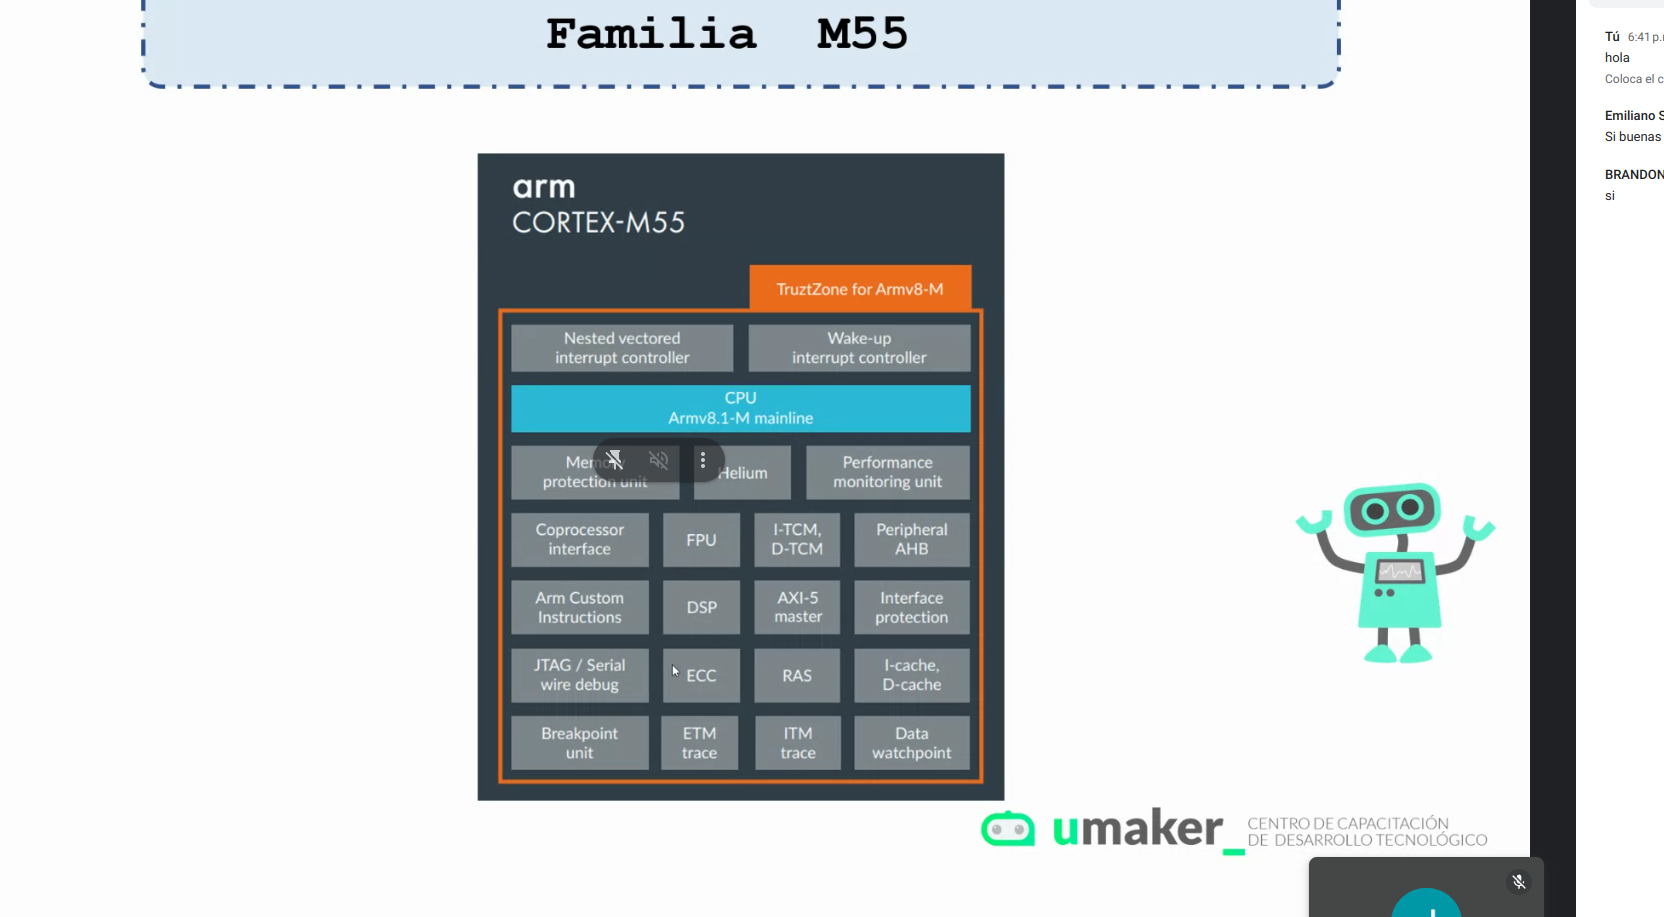 Familia M55
arm
CORTEX-M55
TruztZone for Armv8-M
Nested vectored
interrupt controller
Wake-up
interrupt controller
CPU
Armv8.1-M mainline
protection unit
Helium
Performance
monitoring unit
Coprocessor
interface
FPU
I-TCM,
D-TCM
Peripheral
AHB
Arm Custom
Instructions
DSP
AXI-5
master
Interface
protection
JTAG / Serial
wire debug
ECC
RAS
I-cache,
D-cache
Breakpoint
unit
ETM
trace
ITM
trace
Data
watchpoint
umaker_
CENTRO DE CAPACITACIÓN
DE DESARROLLO TECNOLÓGICO
Tú 6:41 p.
hola
Coloca el
Emiliano
Si buenas
BRANDON
si